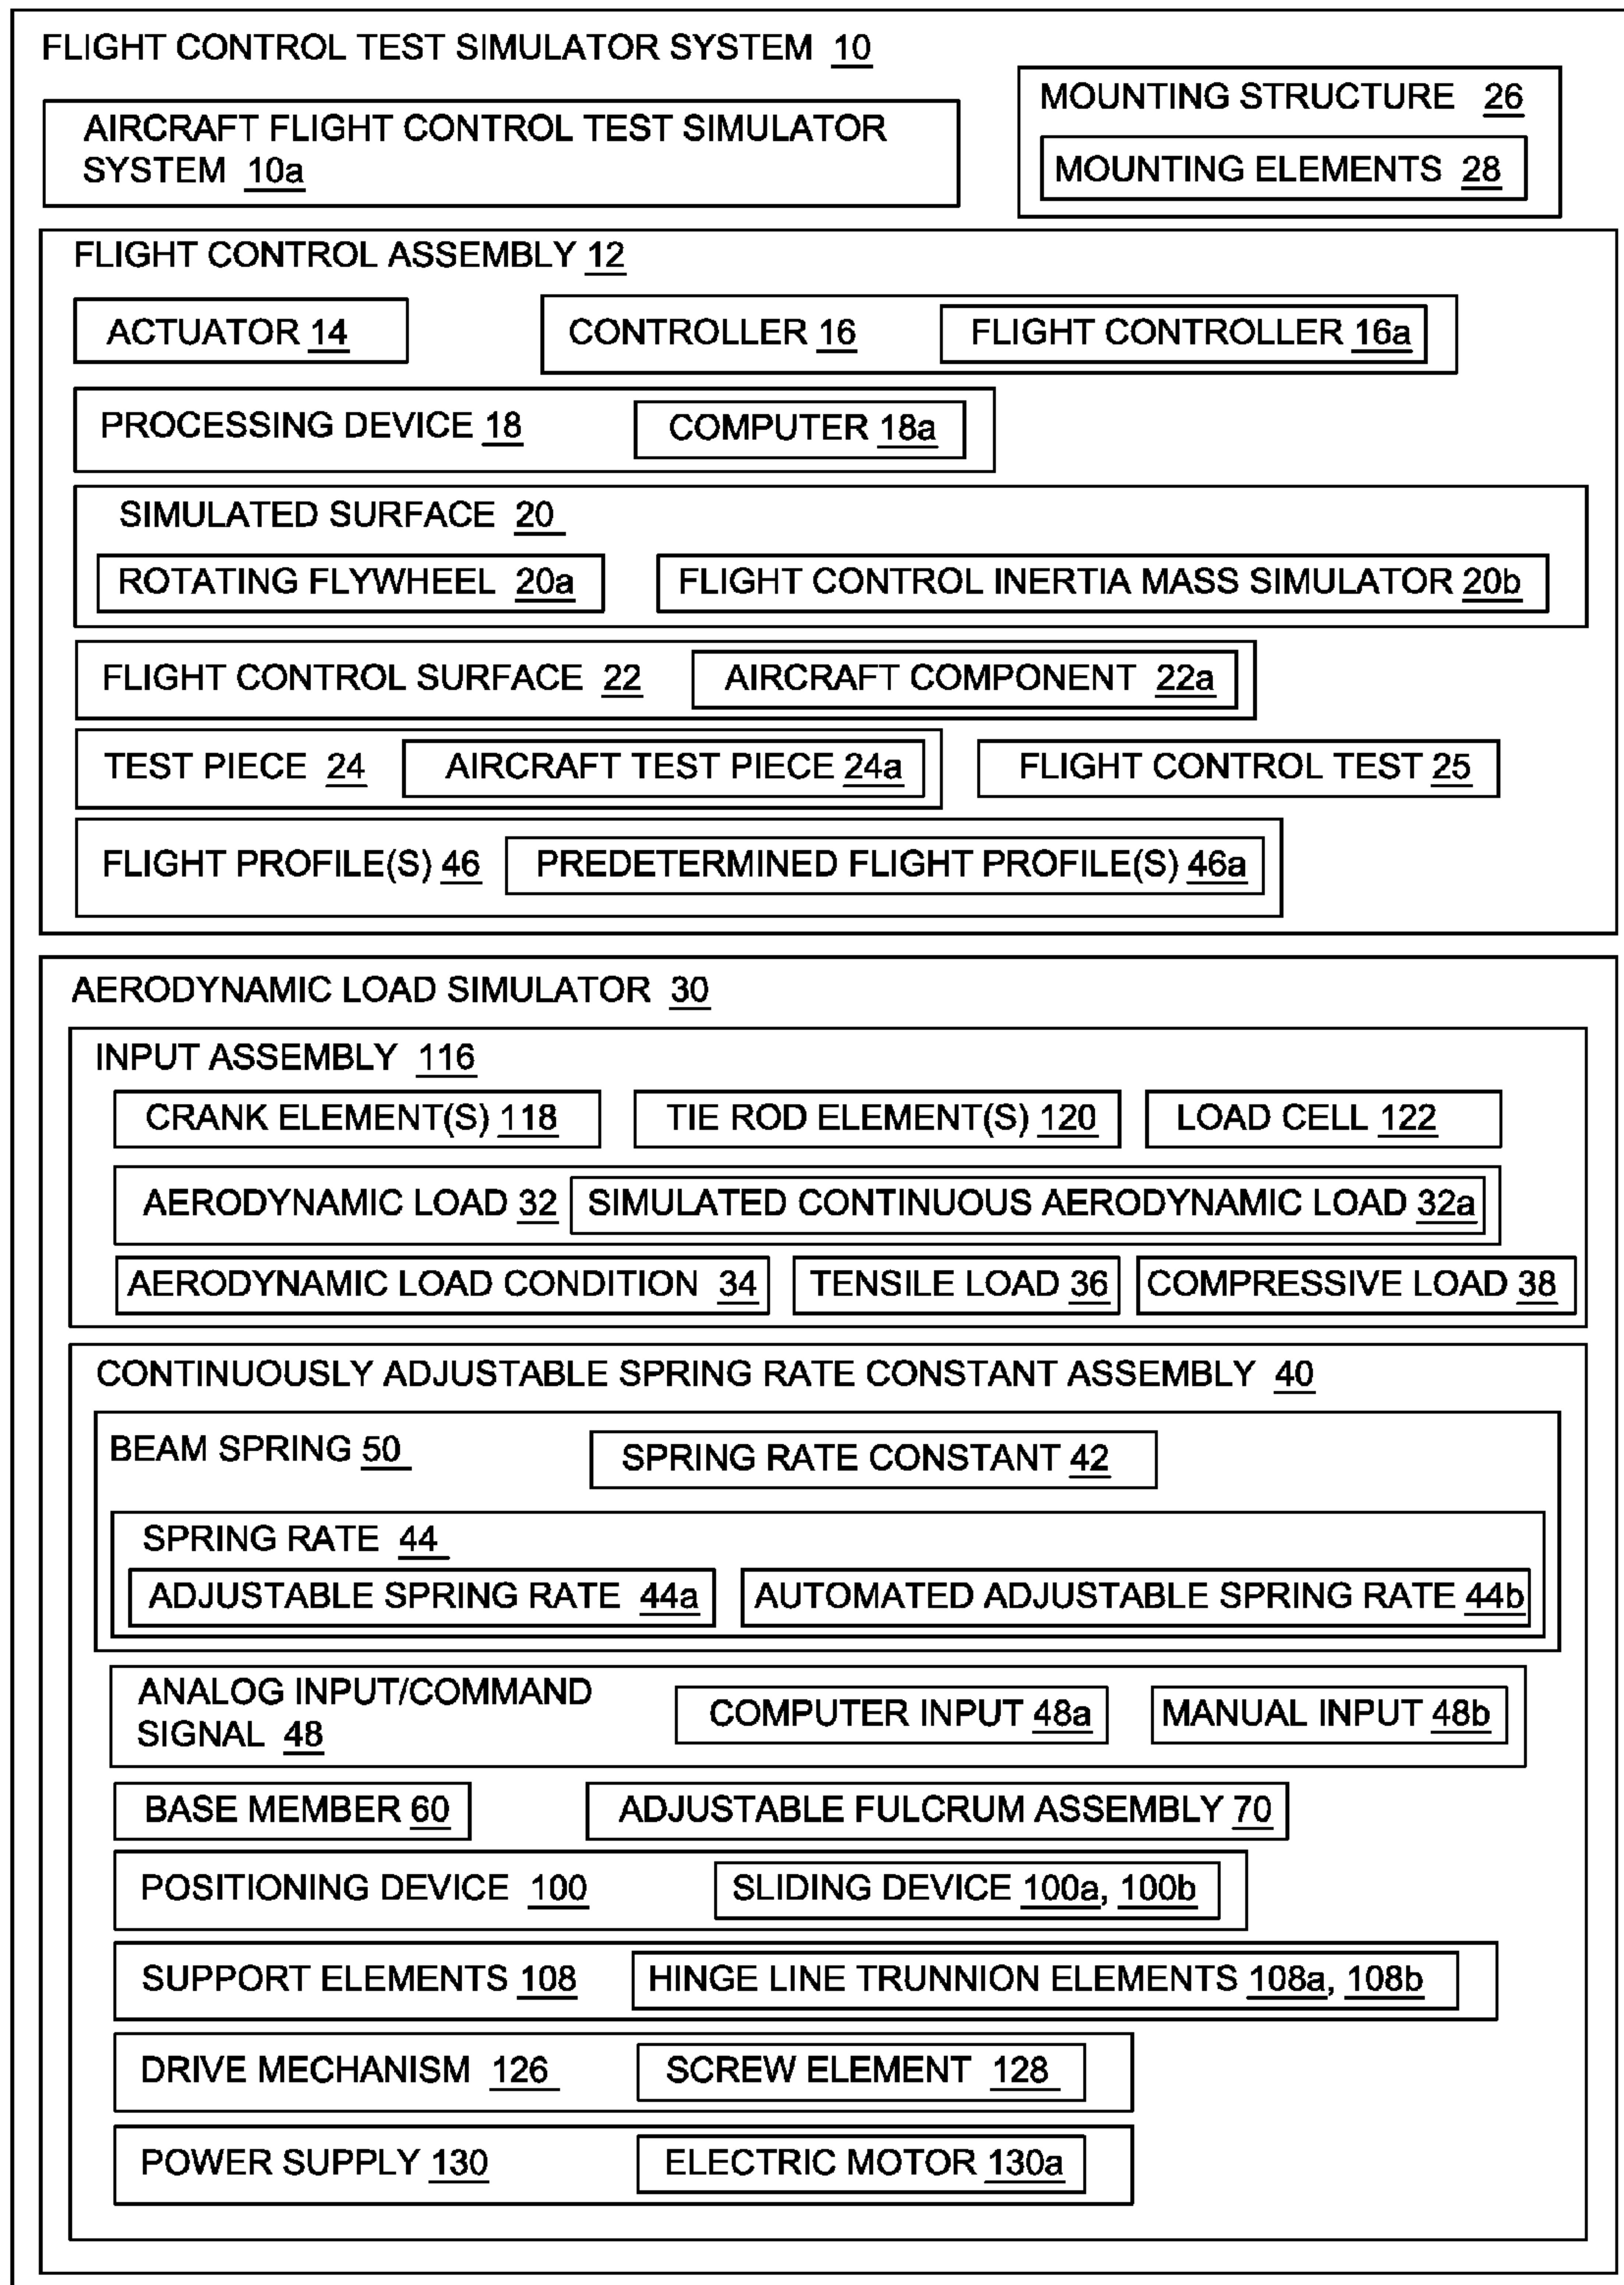 FLIGHT CONTROL TEST SIMULATOR SYSTEM 10
AIRCRAFT FLIGHT CONTROL TEST SIMULATOR
SYSTEM 10a
MOUNTING STRUCTURE 26
MOUNTING ELEMENTS 28
FLIGHT CONTROL ASSEMBLY 12
ACTUATOR 14
CONTROLLER 16
FLIGHT CONTROLLER 16a
PROCESSING DEVICE 18
COMPUTER 18a
SIMULATED SURFACE 20
ROTATING FLYWHEEL 20a
FLIGHT CONTROL INERTIA MASS SIMULATOR 20b
FLIGHT CONTROL SURFACE 22
AIRCRAFT COMPONENT 22a
TEST PIECE 24
AIRCRAFT TEST PIECE 24a
FLIGHT CONTROL TEST 25
FLIGHT PROFILE(S) 46
PREDETERMINED FLIGHT PROFILE(S) 46a
AERODYNAMIC LOAD SIMULATOR 30
INPUT ASSEMBLY 116
CRANK ELEMENT(S) 118
TIE ROD ELEMENT(S) 120
LOAD CELL 122
AERODYNAMIC LOAD 32
SIMULATED CONTINUOUS AERODYNAMIC LOAD 32a
AERODYNAMIC LOAD CONDITION 34
TENSILE LOAD 36
COMPRESSIVE LOAD 38
CONTINUOUSLY ADJUSTABLE SPRING RATE CONSTANT ASSEMBLY 40
BEAM SPRING 50
SPRING RATE CONSTANT 42
SPRING RATE 44
ADJUSTABLE SPRING RATE 44a
AUTOMATED ADJUSTABLE SPRING RATE 44b
ANALOG INPUT/COMMAND
SIGNAL 48
COMPUTER INPUT 48a
MANUAL INPUT 48b
BASE MEMBER 60
ADJUSTABLE FULCRUM ASSEMBLY 70
POSITIONING DEVICE 100
SLIDING DEVICE 100a, 100b
SUPPORT ELEMENTS 108
HINGE LINE TRUNNION ELEMENTS 108a, 108b
DRIVE MECHANISM 126
SCREW ELEMENT 128
POWER SUPPLY 130
ELECTRIC MOTOR 130a